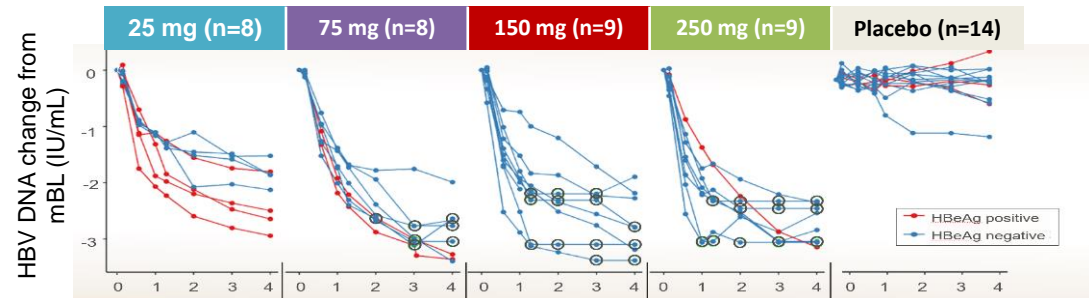 25 mg (n=8) 75 mg (n=8) 150 mg (n=9) 250 mg (n=9) Placebo (n=14)
HBV DNA change from
mBL (IU/mL)
0
-1
-2
-3
HBeAg positive
HBeAg negative
0 1 2 3 4 0 1 2 3 4 0 1 2 3 4 0 1 2 3 4 0 1 2 3 4